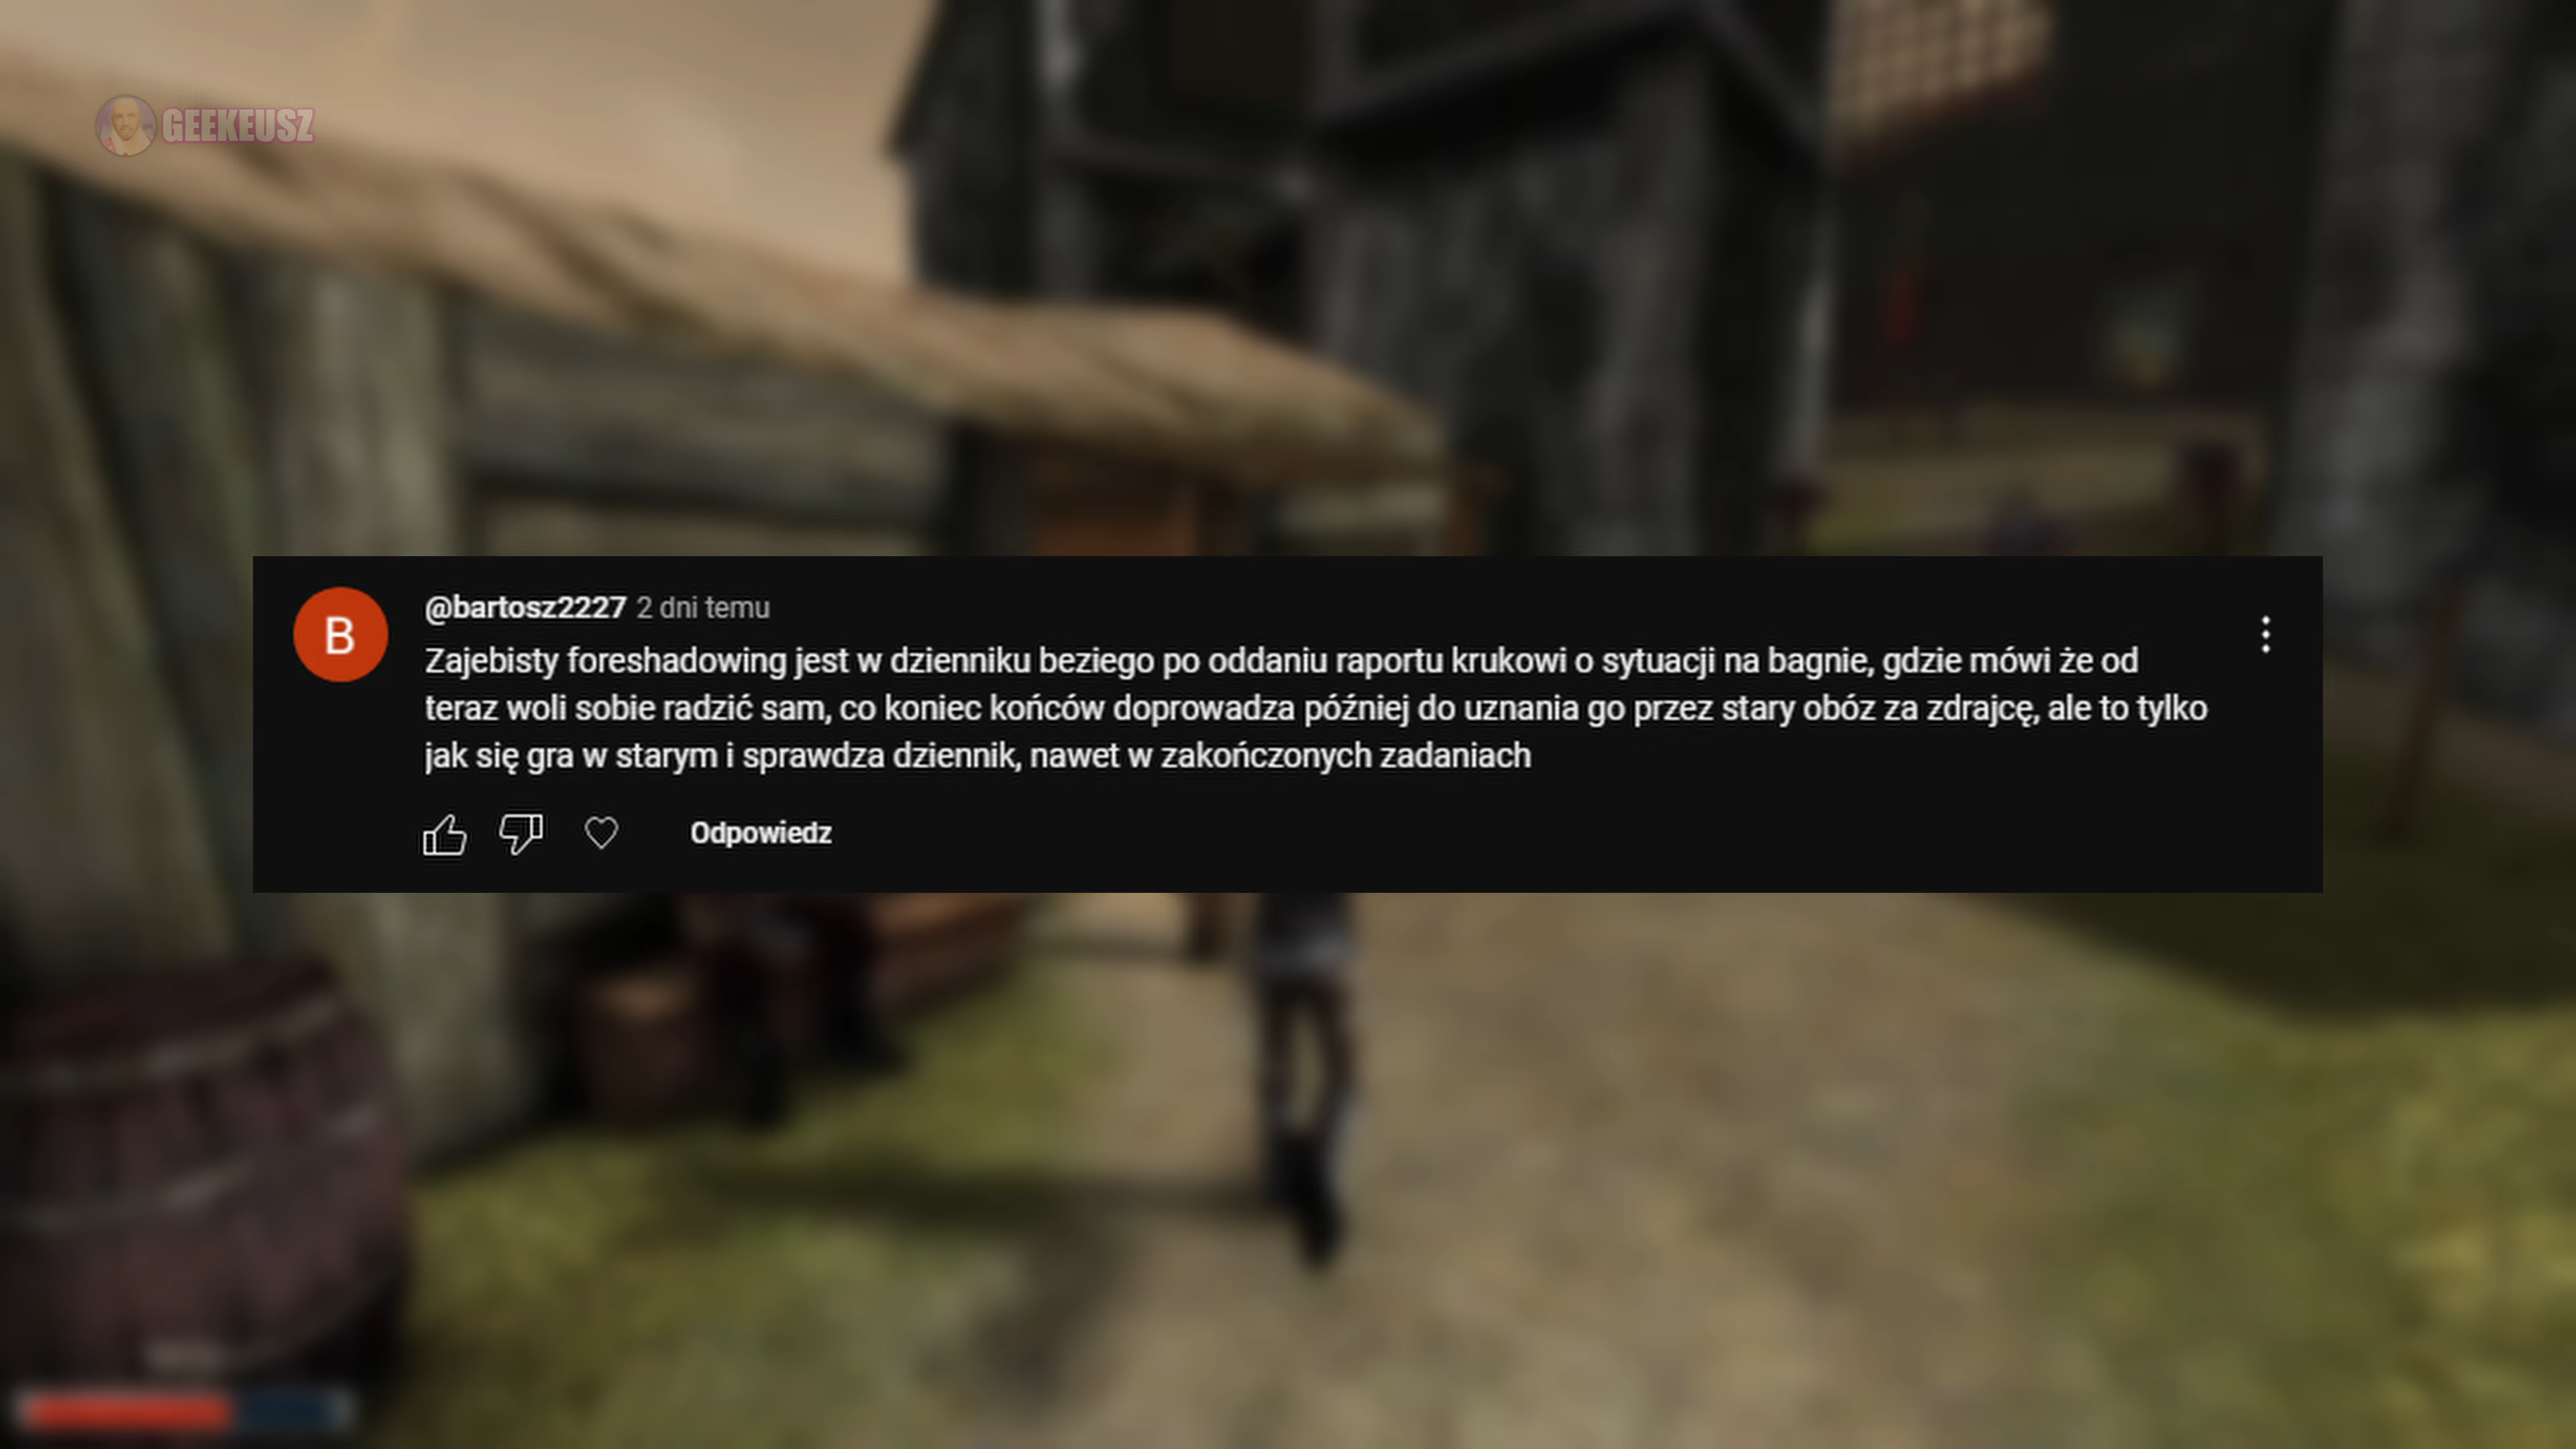 GEEKEUSZ
B
@bartosz2227 2 dni temu
Zajebisty foreshadowing jest w dzienniku beziego po oddaniu raportu krukowi o sytuacji na bagnie, gdzie mówi że od
teraz woli sobie radzić sam, co koniec końców doprowadza później do uznania go przez stary obóz za zdrajcę, ale to tylko
jak się gra w starym i sprawdza dziennik, nawet w zakończonych zadaniach
Odpowiedz